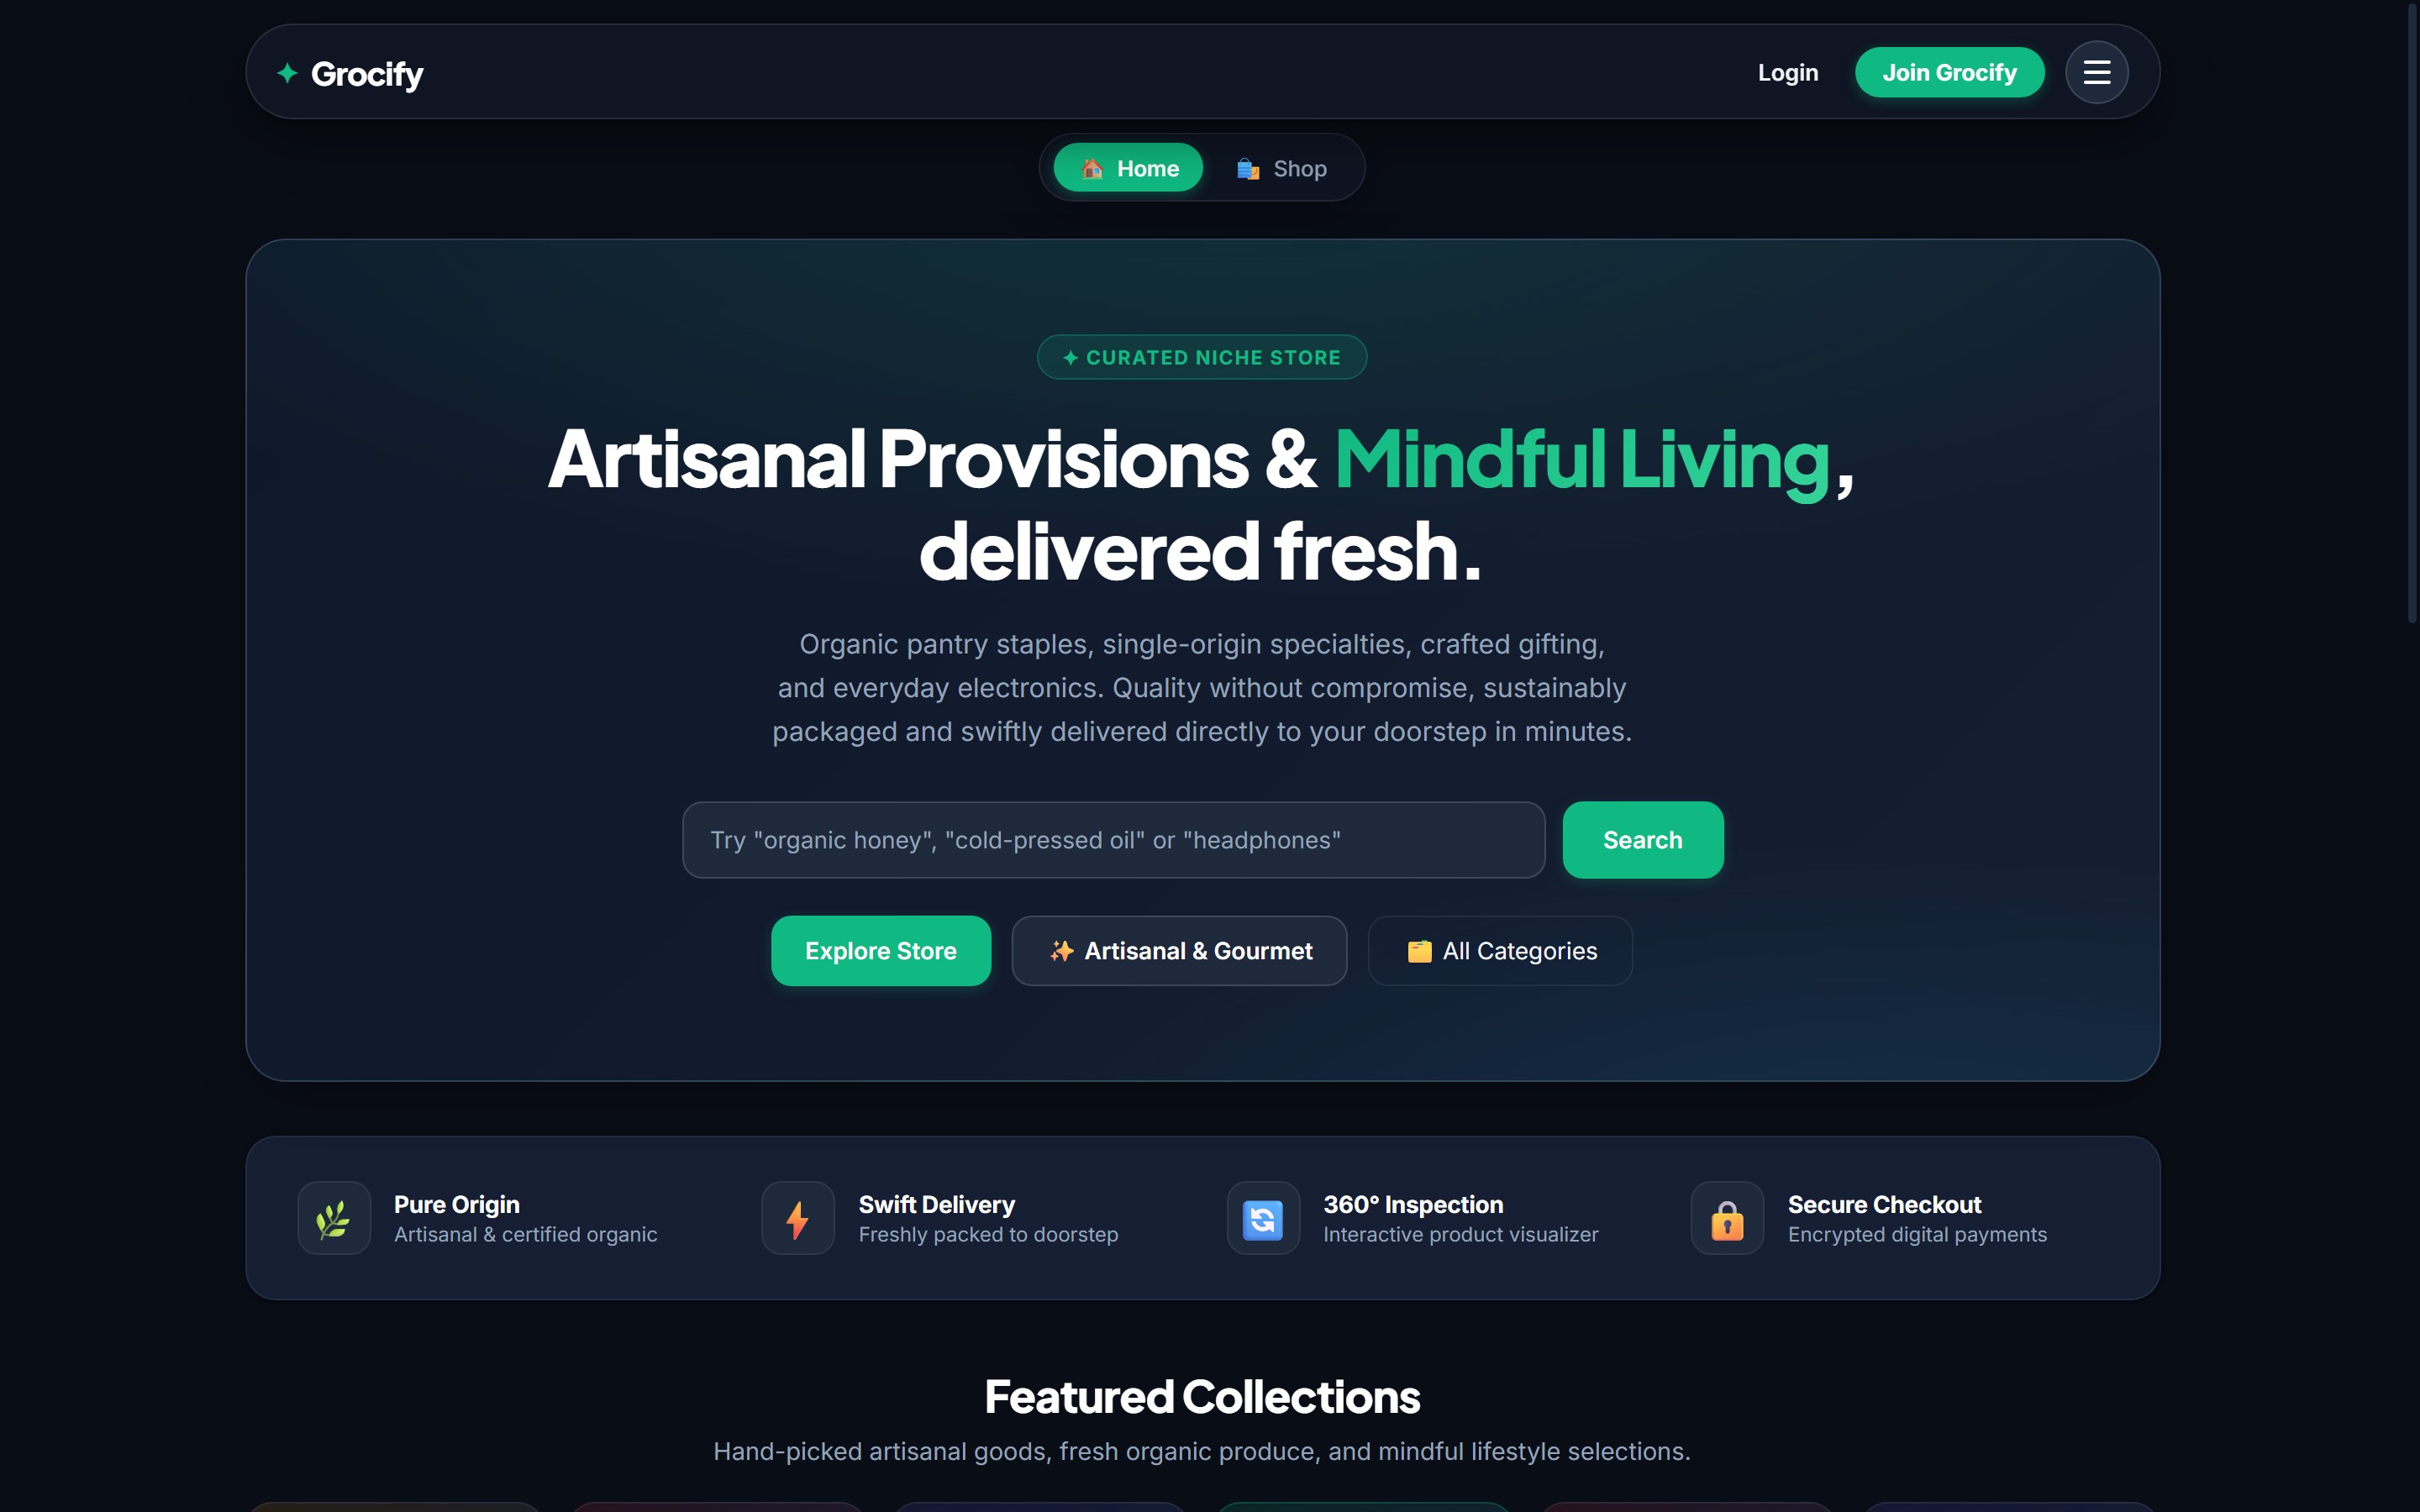 Grocify
Login
Join Grocify
Home
Shop
CURATED NICHE STORE
Artisanal Provisions & Mindful Living,
delivered fresh.
Organic pantry staples, single-origin specialties, crafted gifting,
and everyday electronics. Quality without compromise, sustainably
packaged and swiftly delivered directly to your doorstep in minutes.
Try "organic honey", "cold-pressed oil" or "headphones"
Search
Explore Store
Artisanal & Gourmet
All Categories
Pure Origin
Artisanal & certified organic
Swift Delivery
Freshly packed to doorstep
360° Inspection
Interactive product visualizer
Secure Checkout
Encrypted digital payments
Featured Collections
Hand-picked artisanal goods, fresh organic produce, and mindful lifestyle selections.